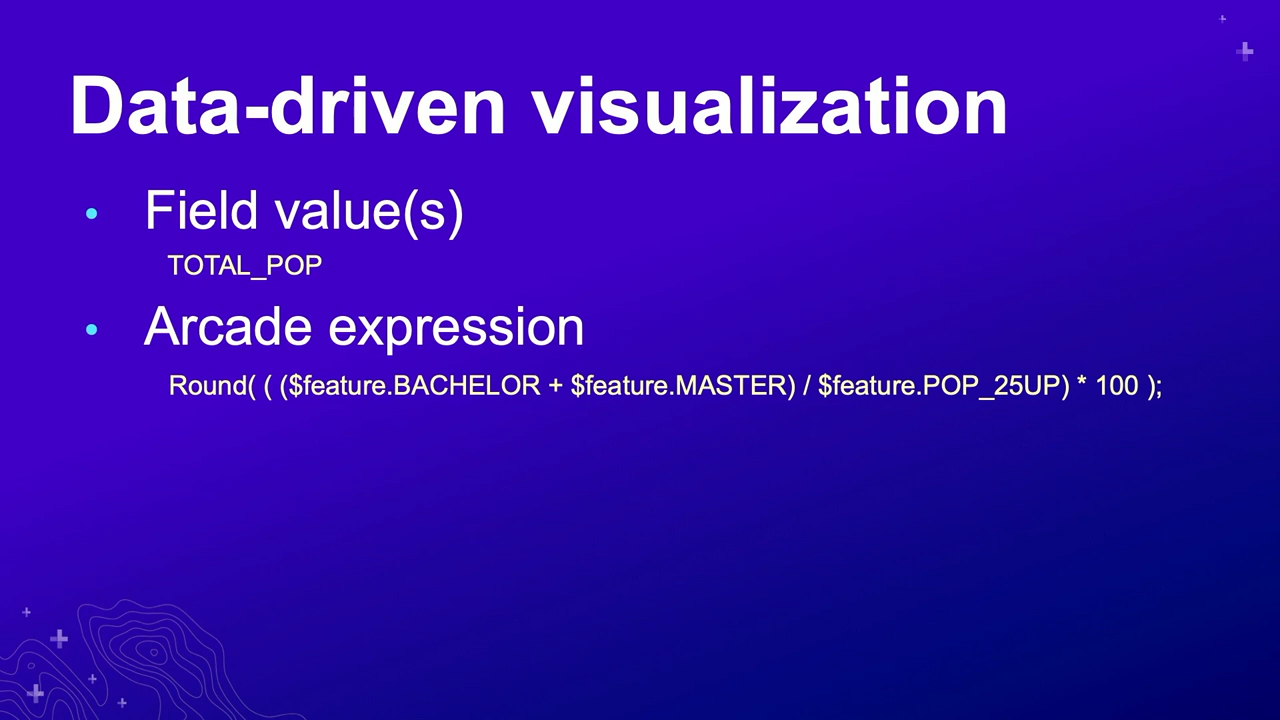 Data-driven visualization
• Field value(s)
TOTAL_POP
• Arcade expression
Round( ( ($feature.BACHELOR + $feature.MASTER) / $feature.POP_25UP) * 100 );